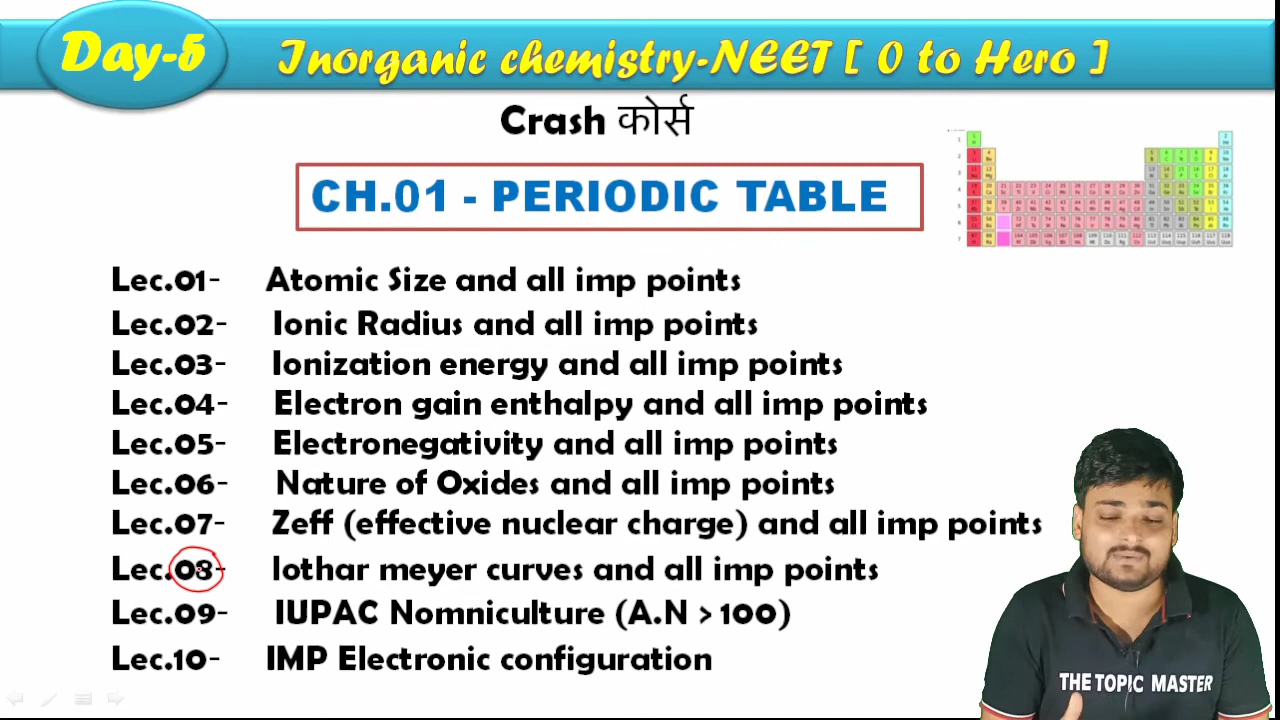 Day-5
Inorganic chemistry-NEET [ 0 to Hero ]
Crash कोर्स
CH.01 - PERIODIC TABLE
Lec.01- Atomic Size and all imp points
Lec.02- Ionic Radius and all imp points
Lec.03- Ionization energy and all imp points
Lec.04- Electron gain enthalpy and all imp points
Lec.05- Electronegativity and all imp points
Lec.06- Nature of Oxides and all imp points
Lec.07- Zeff (effective nuclear charge) and all imp points
Lec.08- lothar meyer curves and all imp points
Lec.09- IUPAC Nomniculture (A.N > 100)
Lec.10- IMP Electronic configuration
THE TOPIC MASTER